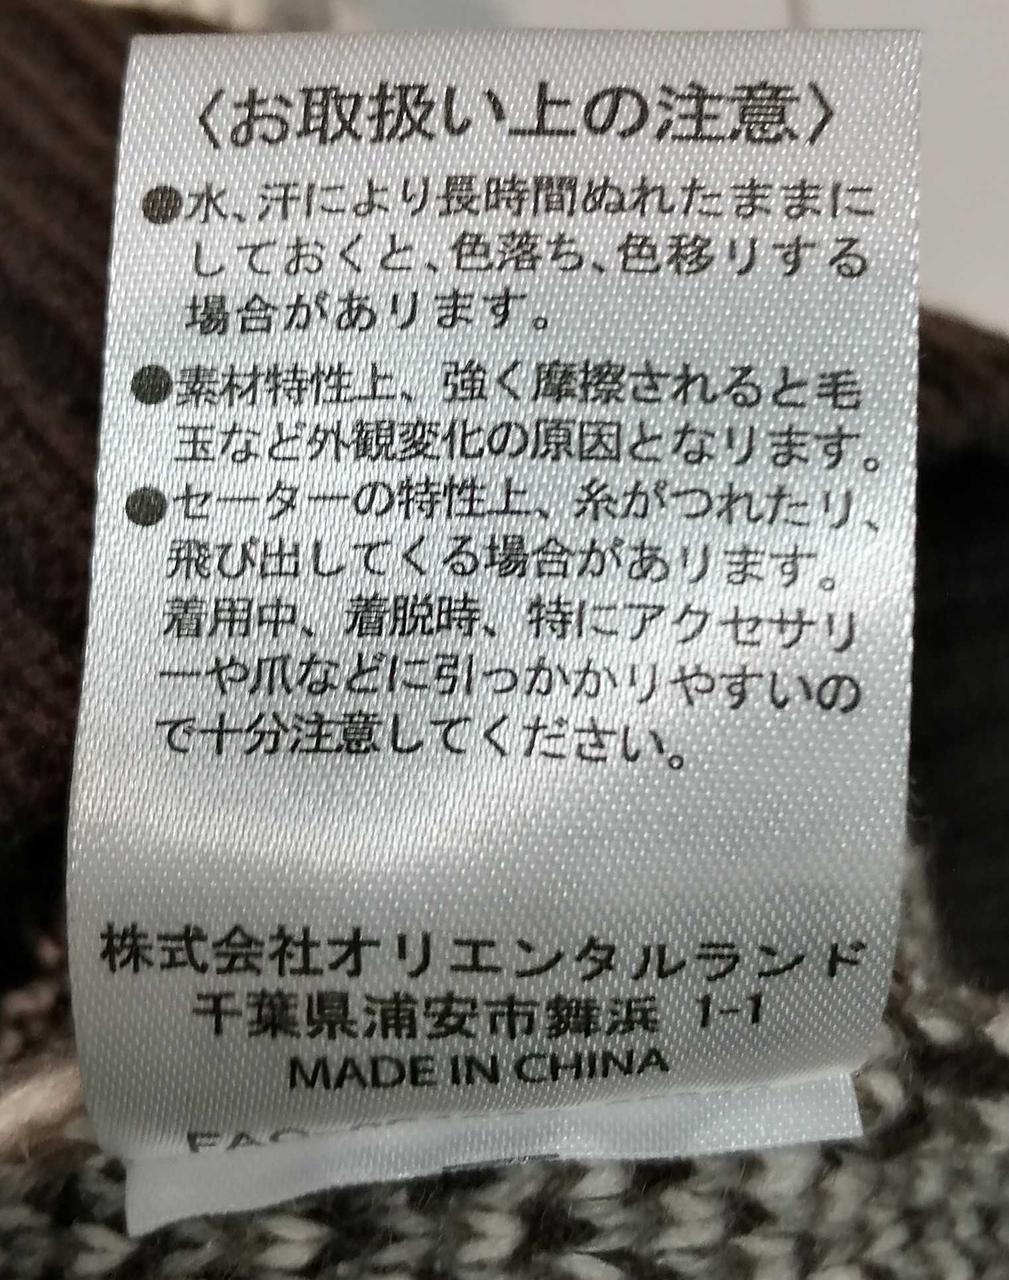 〈お取扱い上の注意〉
●水、汗により長時間ぬれたままに
しておくと、色落ち、色移りする
場合があります。
●素材特性上、強く摩擦されると毛
玉など外観変化の原因となります。
●セーターの特性上、糸がつれたり、
飛び出してくる場合があります。
着用中、着脱時、特にアクセサリ
ーや爪などに引っかかりやすいの
で十分注意してください。
株式会社オリエンタルランド
千葉県浦安市舞浜 1-1
MADE IN CHINA